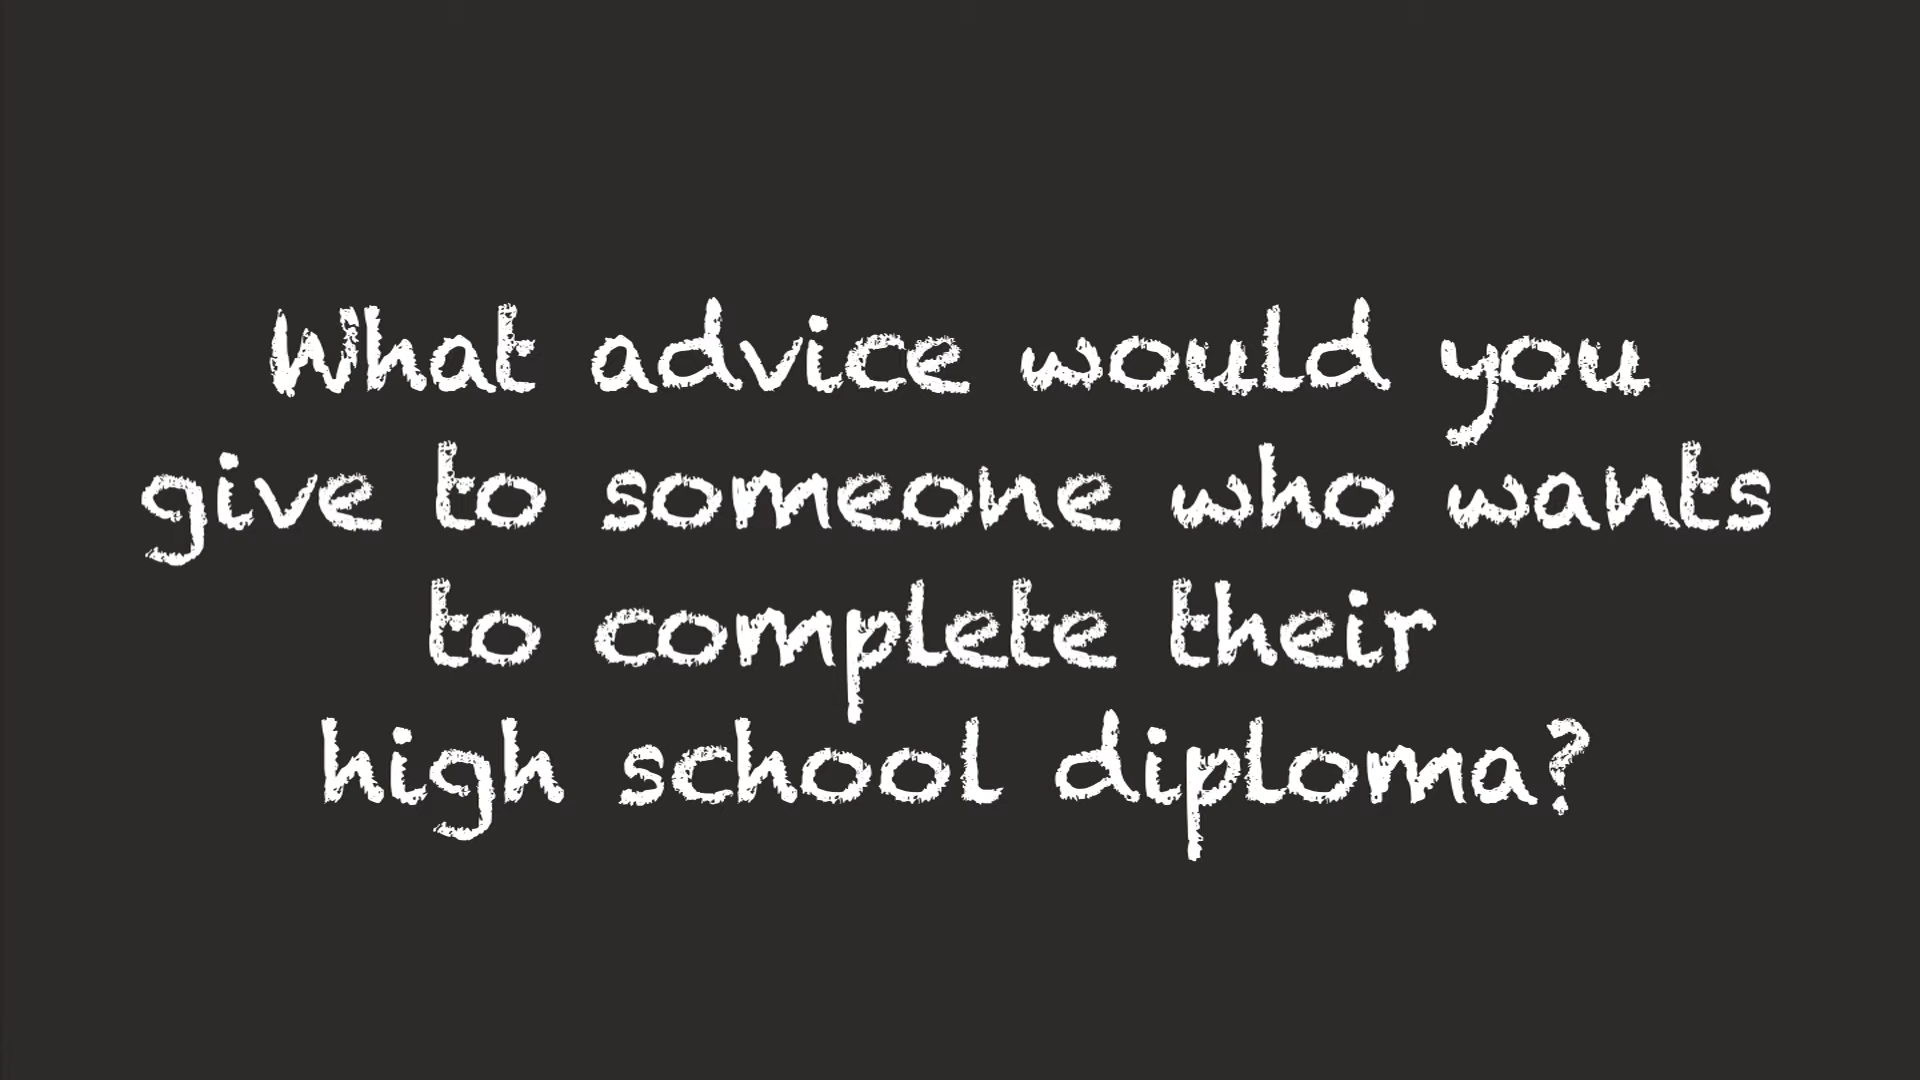 What advice would you
give to someone who wants
to complete their
high school diploma?